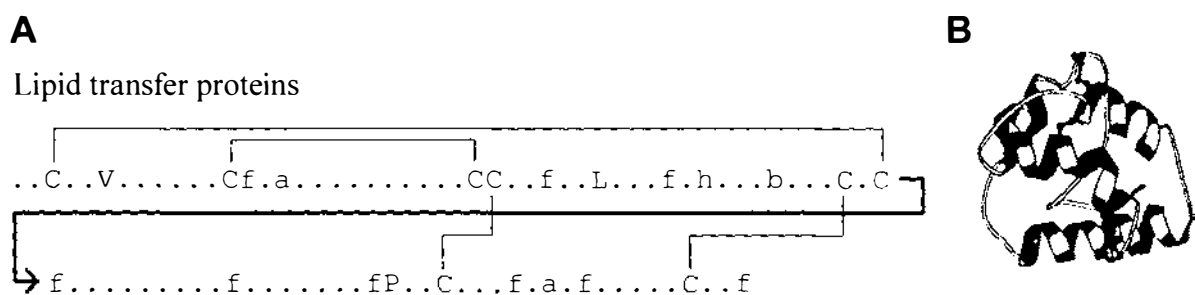 A
B
Lipid transfer proteins
..C..V......Cf.a..........CC..f..L...f.h...b...C.C
f.........f.......fP..C...f.a.f.....C..f